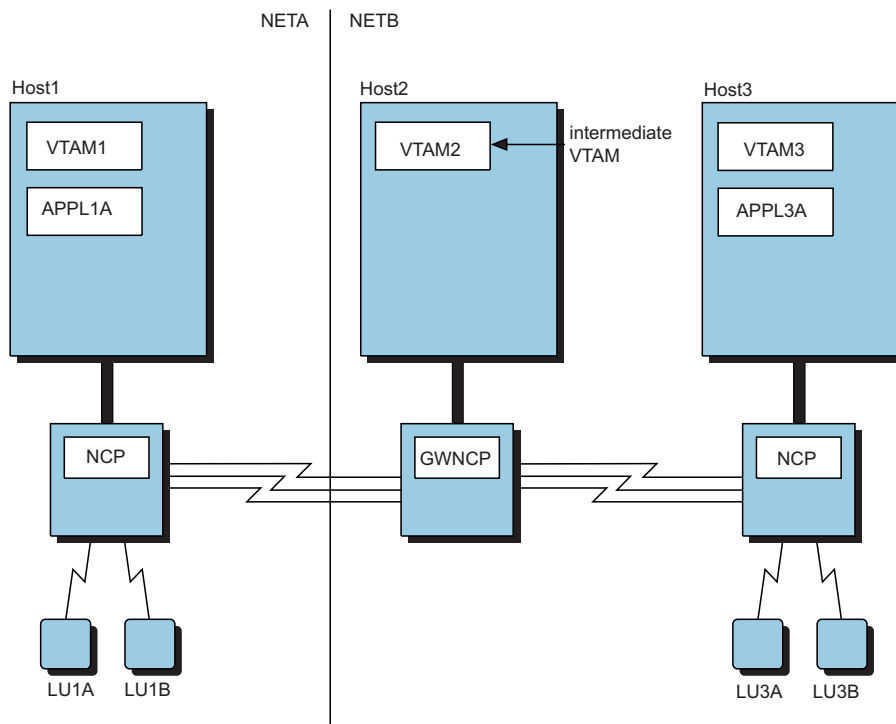 NETA
NETB
Host1
Host2
Host3
VTAM1
APPL1A
VTAM2
intermediate
VTAM
VTAM3
APPL3A
NCP
GWNCP
NCP
LU1A
LU1B
LU3A
LU3B